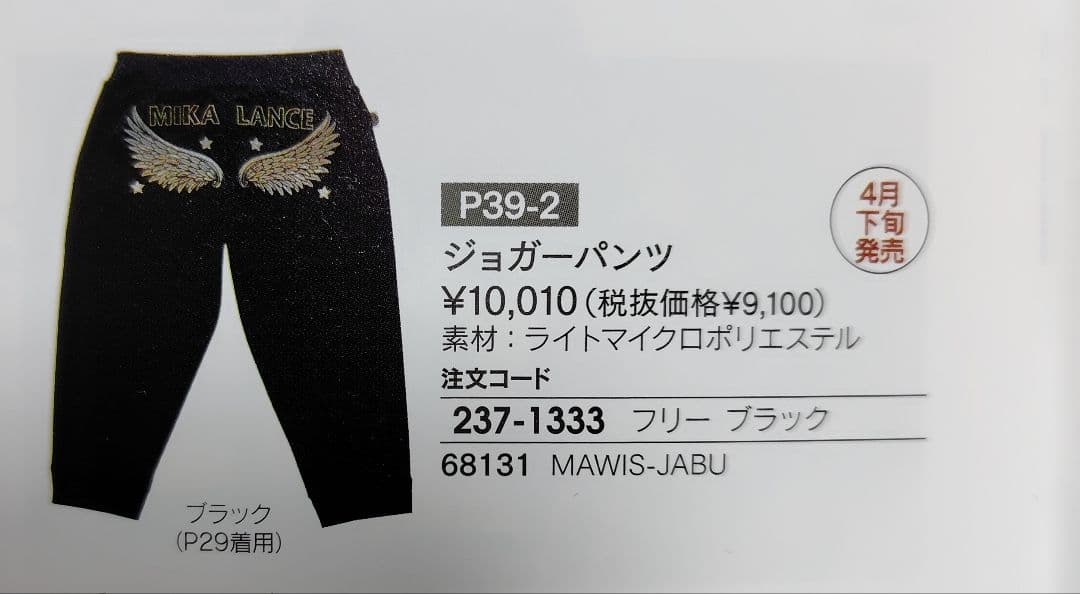 MIKA LANCE
P39-2
4月
下旬
発売
ジョガーパンツ
¥10,010（税抜価格¥9,100）
素材：ライトマイクロポリエステル
注文コード
237-1333 フリー ブラック
68131 MAWIS-JABU
ブラック
（P29着用）